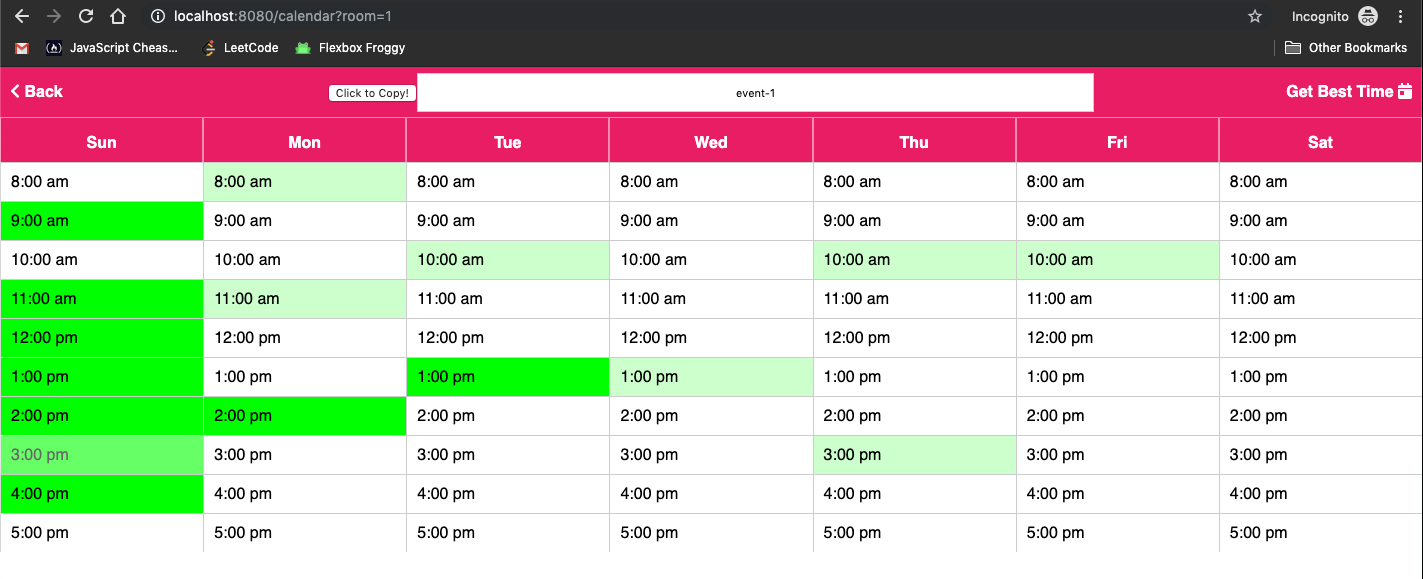 localhost:8080/calendar?room=1 Incognito
JavaScript Cheas... LeetCode Flexbox Froggy Other Bookmarks
Back Click to Copy! event-1 Get Best Time
Sun Mon Tue Wed Thu Fri Sat
8:00 am 8:00 am 8:00 am 8:00 am 8:00 am 8:00 am 8:00 am
9:00 am 9:00 am 9:00 am 9:00 am 9:00 am 9:00 am 9:00 am
10:00 am 10:00 am 10:00 am 10:00 am 10:00 am 10:00 am 10:00 am
11:00 am 11:00 am 11:00 am 11:00 am 11:00 am 11:00 am 11:00 am
12:00 pm 12:00 pm 12:00 pm 12:00 pm 12:00 pm 12:00 pm 12:00 pm
1:00 pm 1:00 pm 1:00 pm 1:00 pm 1:00 pm 1:00 pm 1:00 pm
2:00 pm 2:00 pm 2:00 pm 2:00 pm 2:00 pm 2:00 pm 2:00 pm
3:00 pm 3:00 pm 3:00 pm 3:00 pm 3:00 pm 3:00 pm 3:00 pm
4:00 pm 4:00 pm 4:00 pm 4:00 pm 4:00 pm 4:00 pm 4:00 pm
5:00 pm 5:00 pm 5:00 pm 5:00 pm 5:00 pm 5:00 pm 5:00 pm